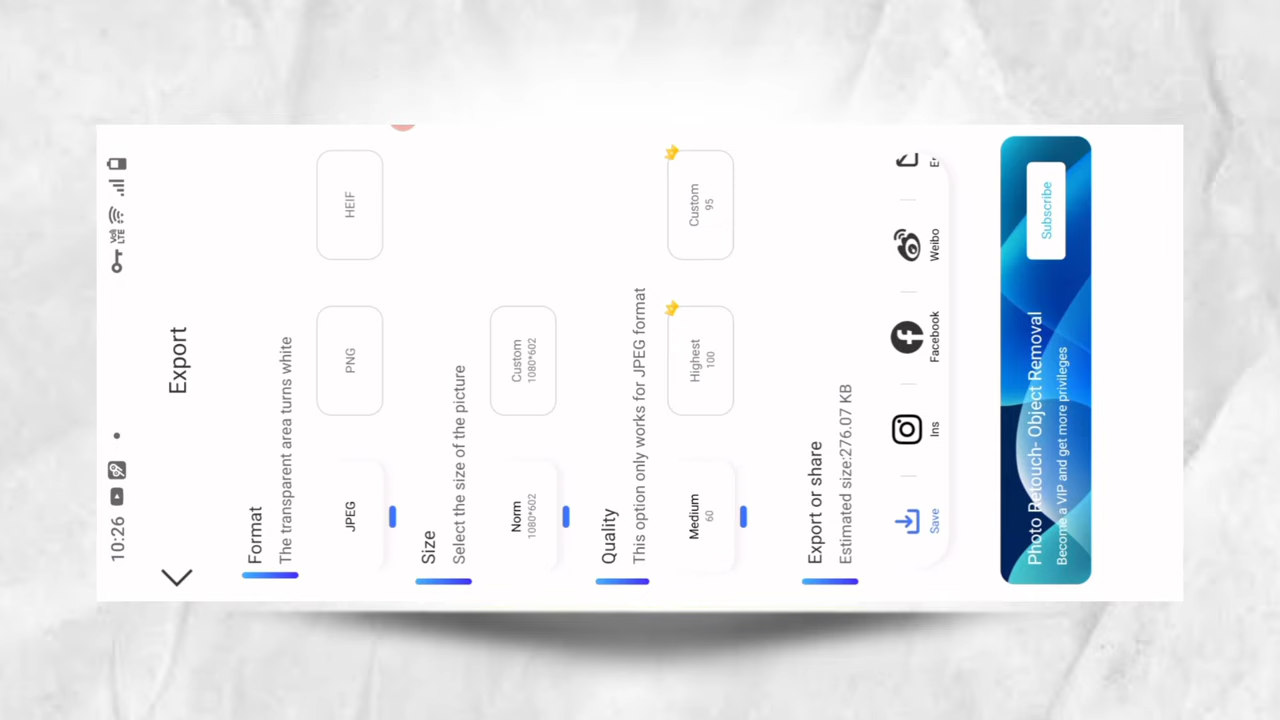 10:26
VoLTE
Export
Format
The transparent area turns white
JPEG
PNG
HEIF
Size
Select the size of the picture
Norm
1080*602
Custom
1080*602
Quality
This option only works for JPEG format
Medium
60
Highest
100
Custom
95
Export or share
Estimated size:276.07 KB
Save
Ins
Facebook
Weibo
Photo Retouch- Object Removal
Become a VIP and get more privileges
Subscribe